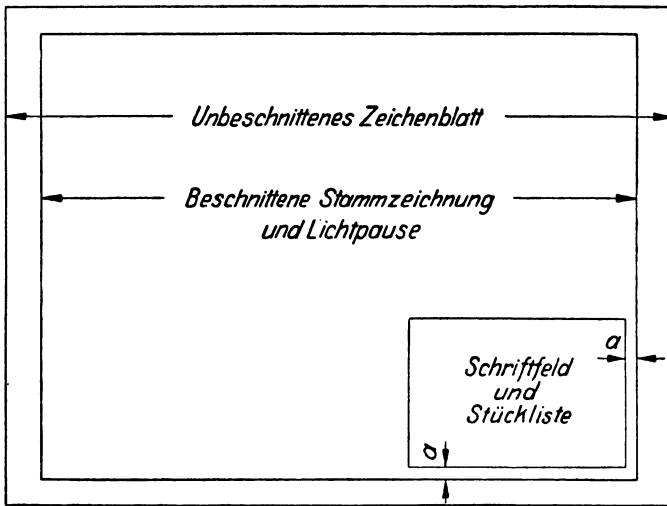 Unbeschnittenes Zeichenblatt
Beschnittene Stammzeichnung
und Lichtpause
a
Schriftfeld
und
Stückliste
a